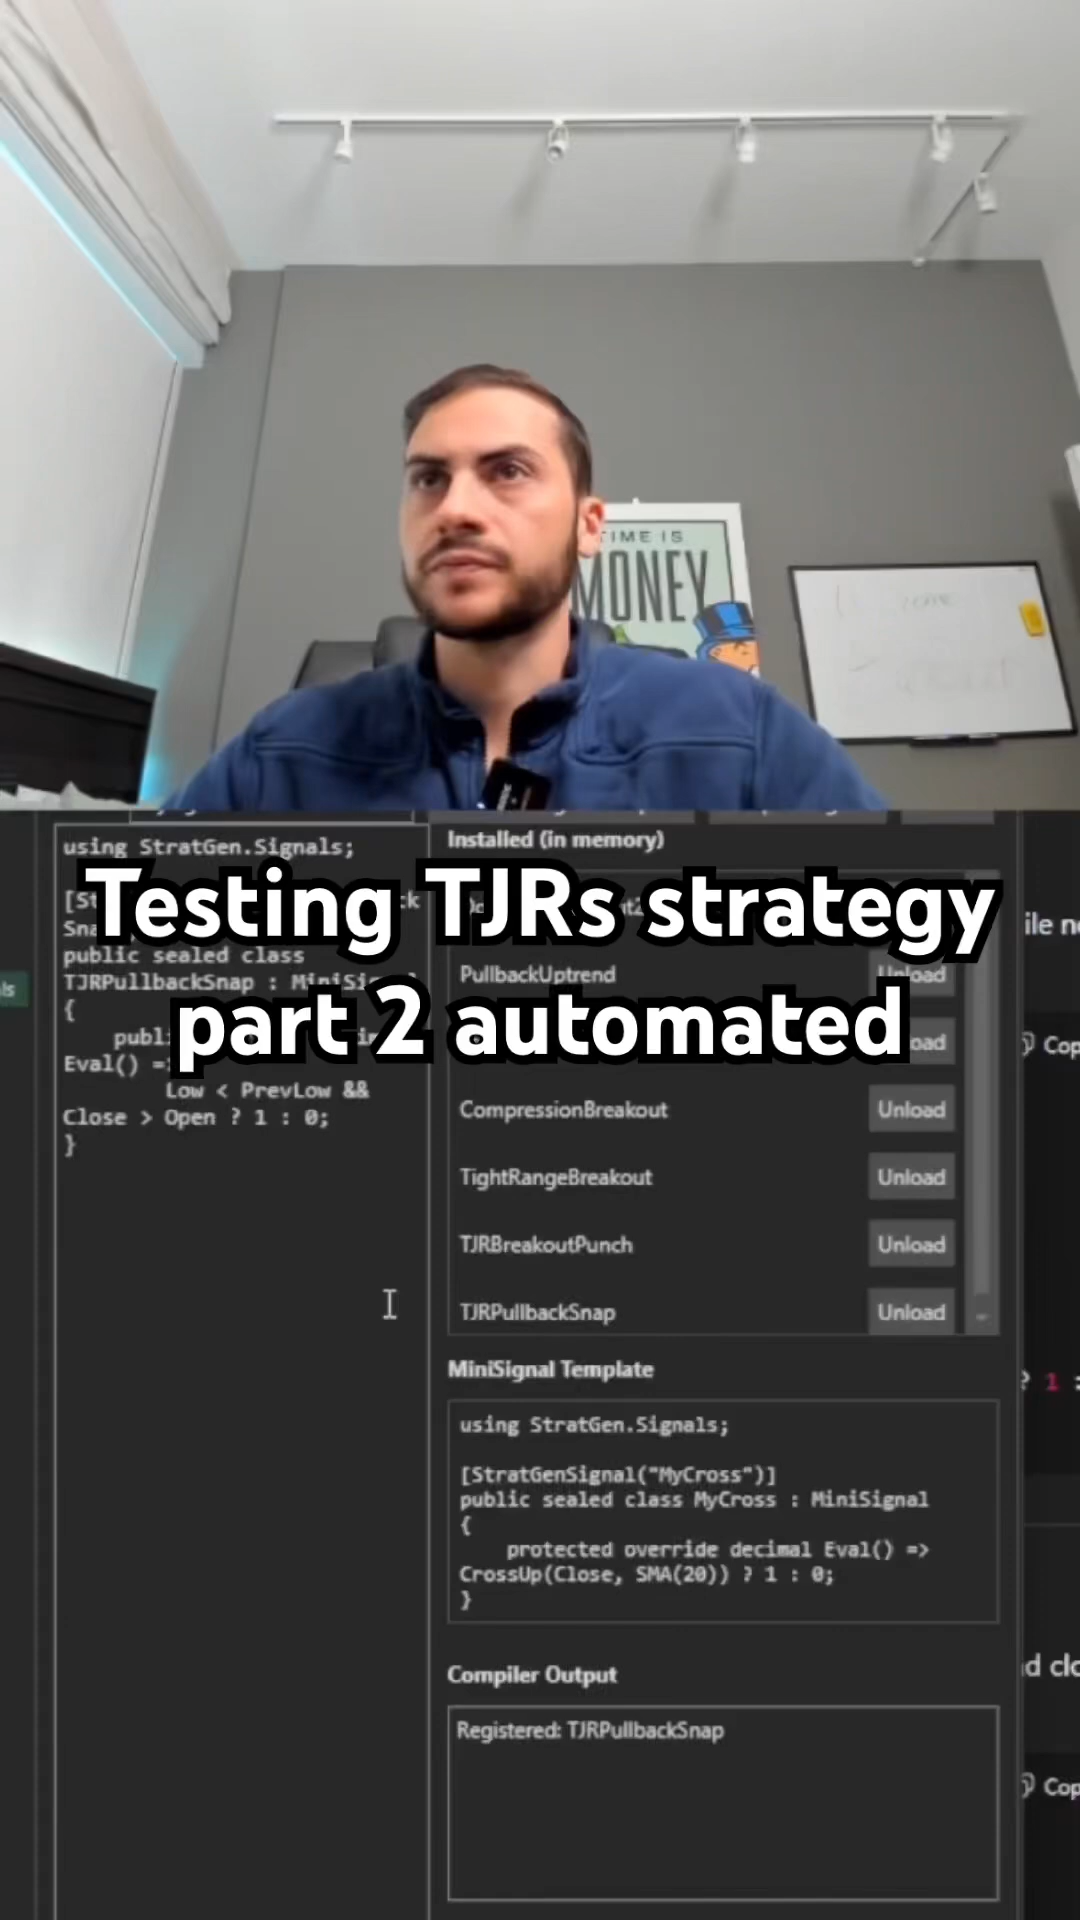 TIME IS
MONEY
Testing TJRs strategy
part 2 automated
using StratGen.Signals;
public sealed class
TJRPullbackSnap :
{
Eval()
Low < PrevLow &&
Close > Open ? 1 : 0;
}
Installed (in memory)
PullbackUptrend
Unload
CompressionBreakout
Unload
TightRangeBreakout
Unload
TJRBreakoutPunch
Unload
TJRPullbackSnap
Unload
MiniSignal Template
using StratGen.Signals;
[StratGenSignal("MyCross")]
public sealed class MyCross : MiniSignal
{
protected override decimal Eval() =>
CrossUp(Close, SMA(20)) ? 1 : 0;
}
Compiler Output
Registered: TJRPullbackSnap